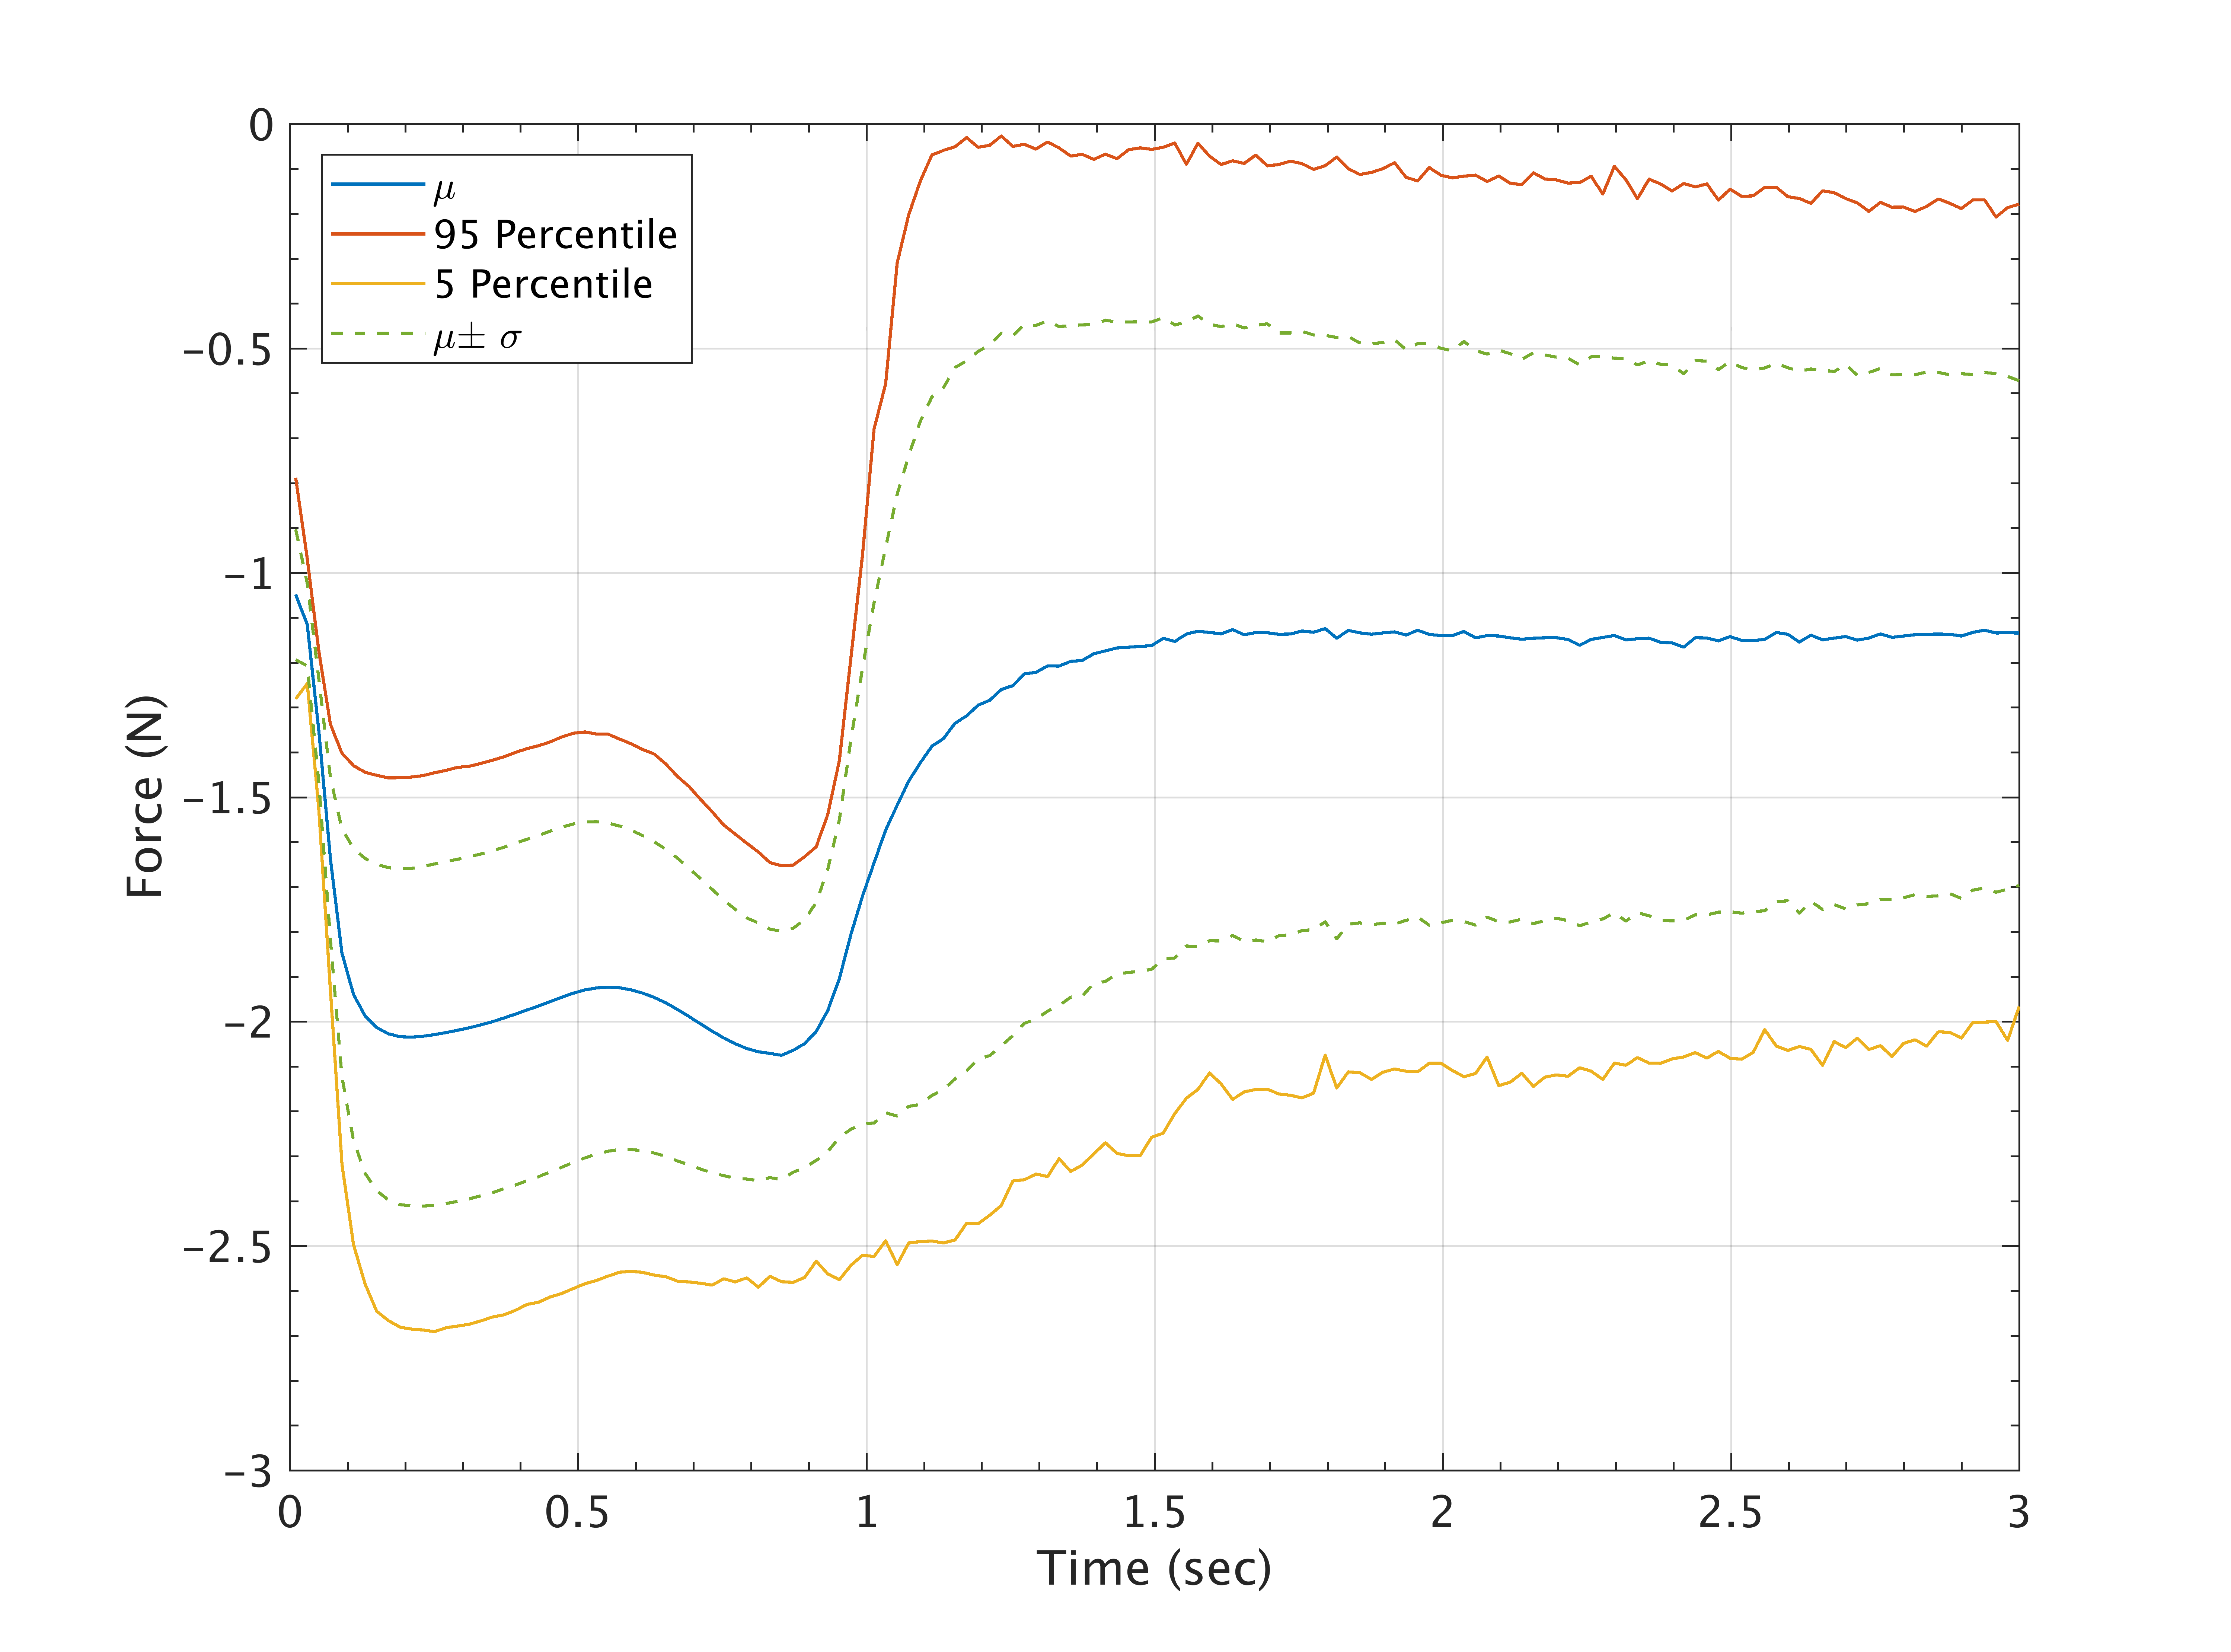 0
−0.5
−1
−1.5
−2
−2.5
−3
Force (N)
μ
95 Percentile
5 Percentile
μ± σ
0 0.5 1 1.5 2 2.5 3
Time (sec)